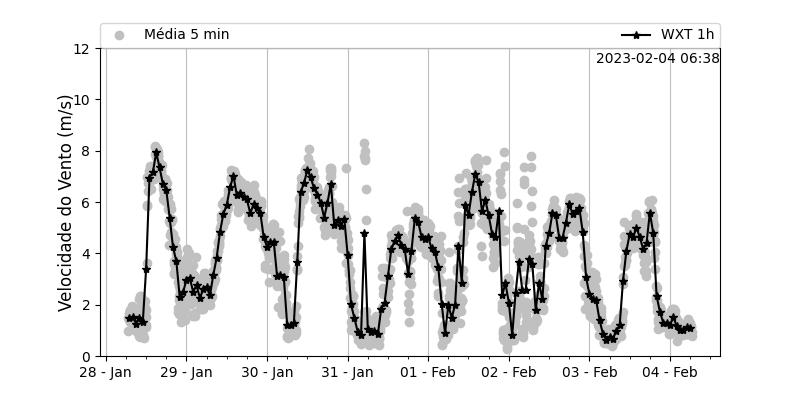 Média 5 min
WXT 1h
2023-02-04 06:38
Velocidade do Vento (m/s)
12
10
8
6
4
2
0
28 - Jan
29 - Jan
30 - Jan
31 - Jan
01 - Feb
02 - Feb
03 - Feb
04 - Feb